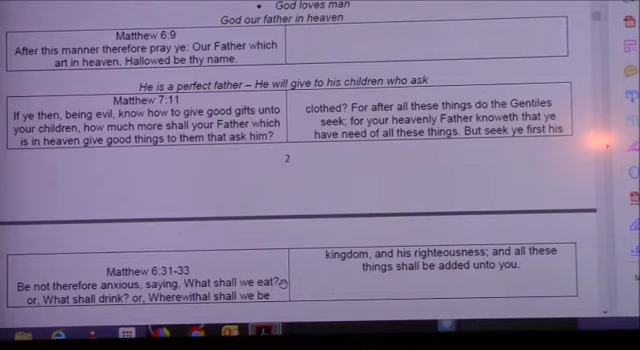 • God loves man
God our father in heaven
Matthew 6:9
After this manner therefore pray ye: Our Father which
art in heaven, Hallowed be thy name.
He is a perfect father – He will give to his children who ask
Matthew 7:11
If ye then, being evil, know how to give good gifts unto
your children, how much more shall your Father which
is in heaven give good things to them that ask him?
clothed? For after all these things do the Gentiles
seek; for your heavenly Father knoweth that ye
have need of all these things. But seek ye first his
2
Matthew 6:31-33
Be not therefore anxious, saying, What shall we eat?
or, What shall drink? or, Wherewithal shall we be
kingdom, and his righteousness; and all these
things shall be added unto you.